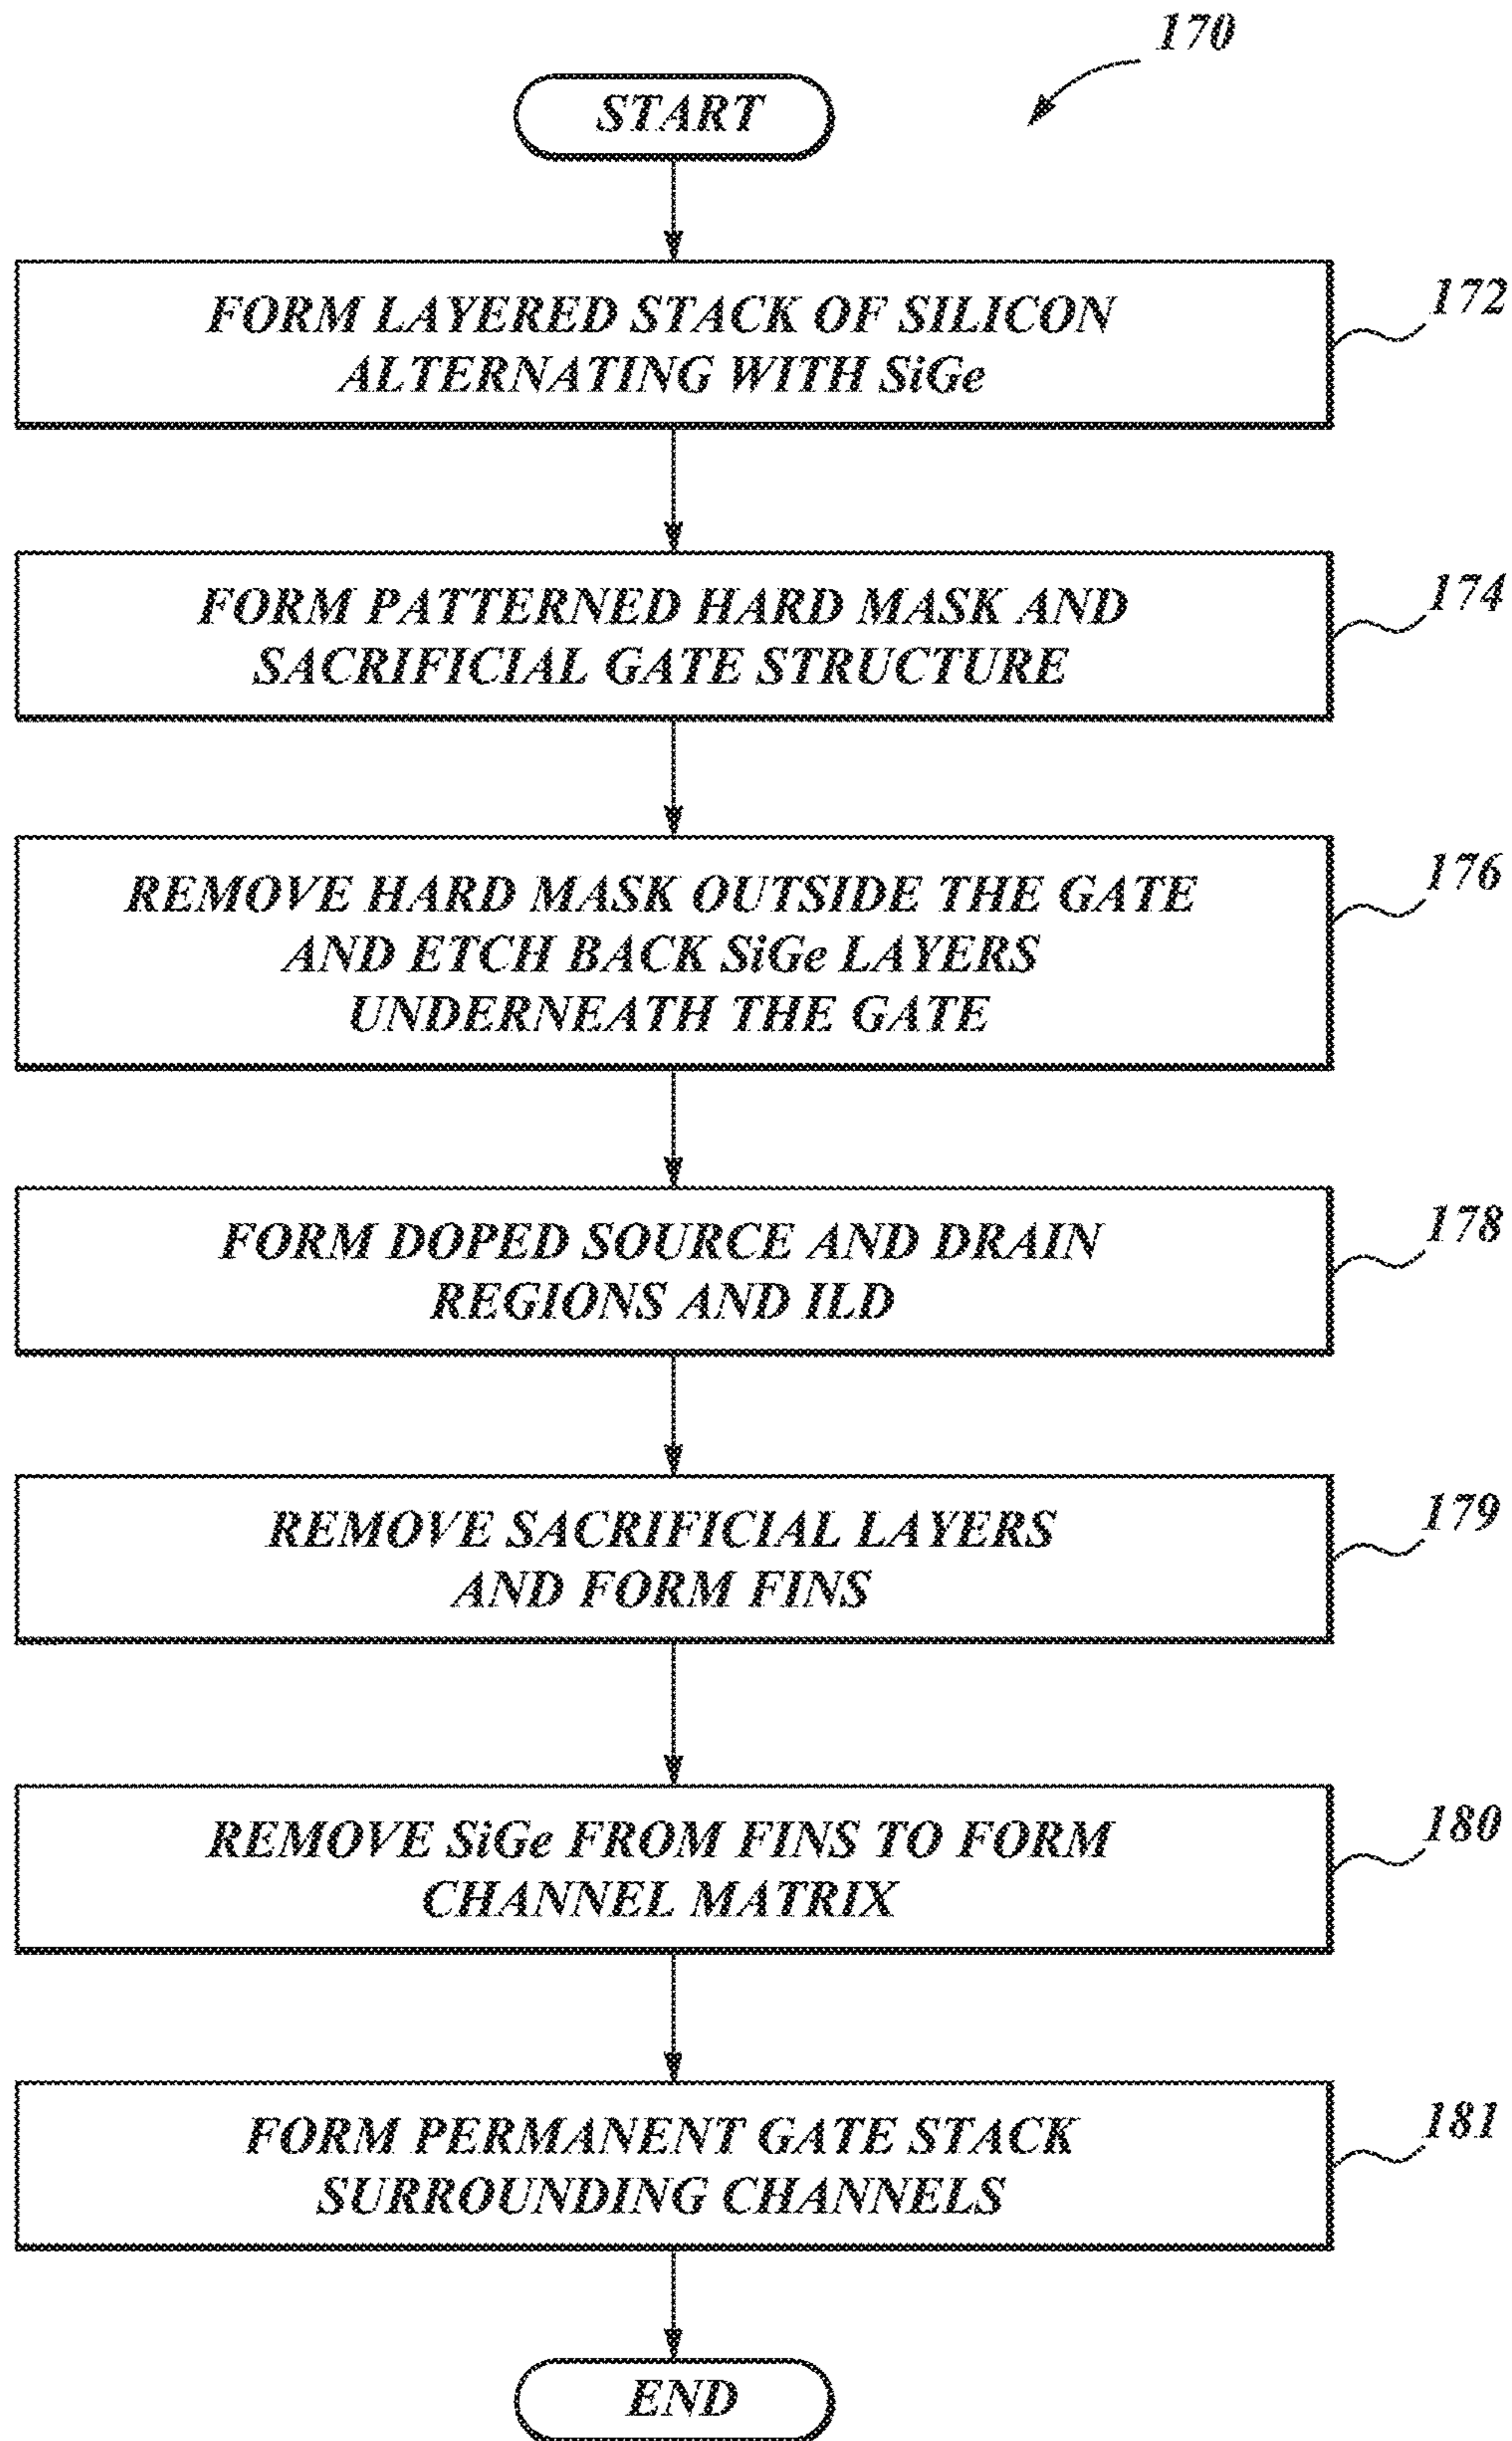 170
START
FORM LAYERED STACK OF SILICON
ALTERNATING WITH SiGe
172
FORM PATTERNED HARD MASK AND
SACRIFICIAL GATE STRUCTURE
174
REMOVE HARD MASK OUTSIDE THE GATE
AND ETCH BACK SiGe LAYERS
UNDERNEATH THE GATE
176
FORM DOPED SOURCE AND DRAIN
REGIONS AND ILD
178
REMOVE SACRIFICIAL LAYERS
AND FORM FINS
179
REMOVE SiGe FROM FINS TO FORM
CHANNEL MATRIX
180
FORM PERMANENT GATE STACK
SURROUNDING CHANNELS
181
END